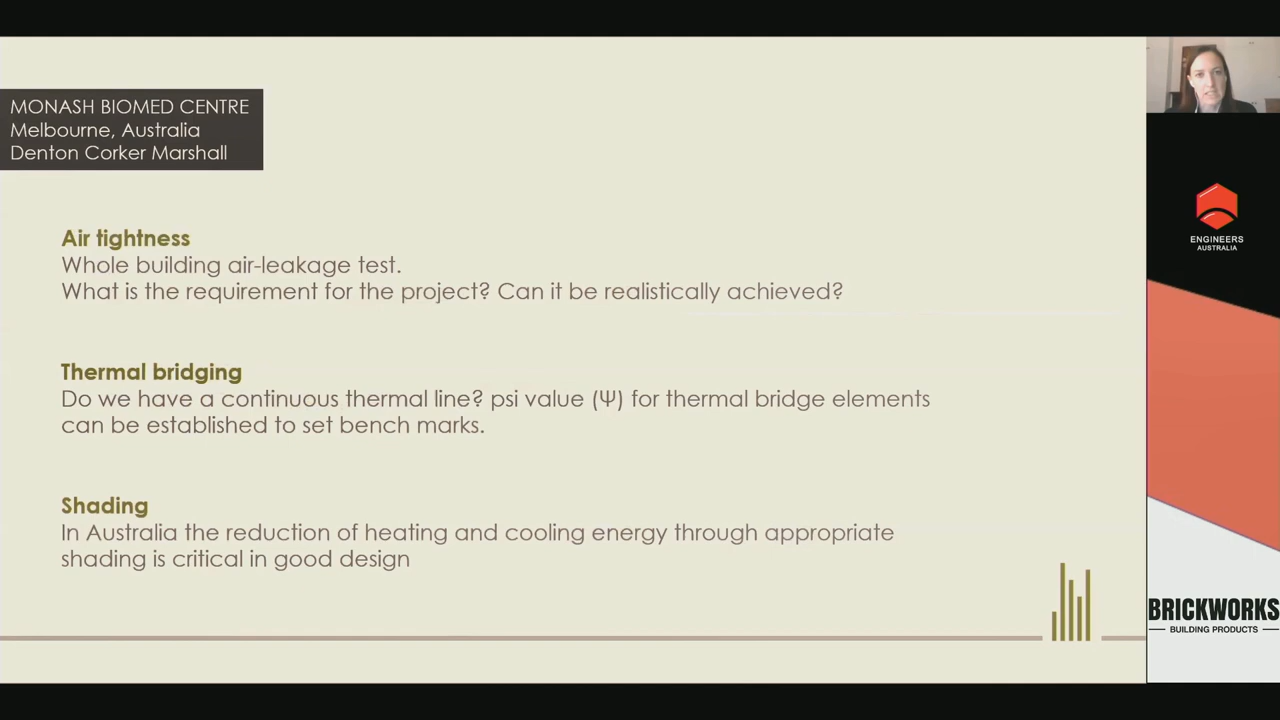 MONASH BIOMED CENTRE
Melbourne, Australia
Denton Corker Marshall
Air tightness
Whole building air-leakage test.
What is the requirement for the project? Can it be realistically achieved?
Thermal bridging
Do we have a continuous thermal line? psi value (Ψ) for thermal bridge elements
can be established to set bench marks.
Shading
In Australia the reduction of heating and cooling energy through appropriate
shading is critical in good design
ENGINEERS
AUSTRALIA
BRICKWORKS
BUILDING PRODUCTS